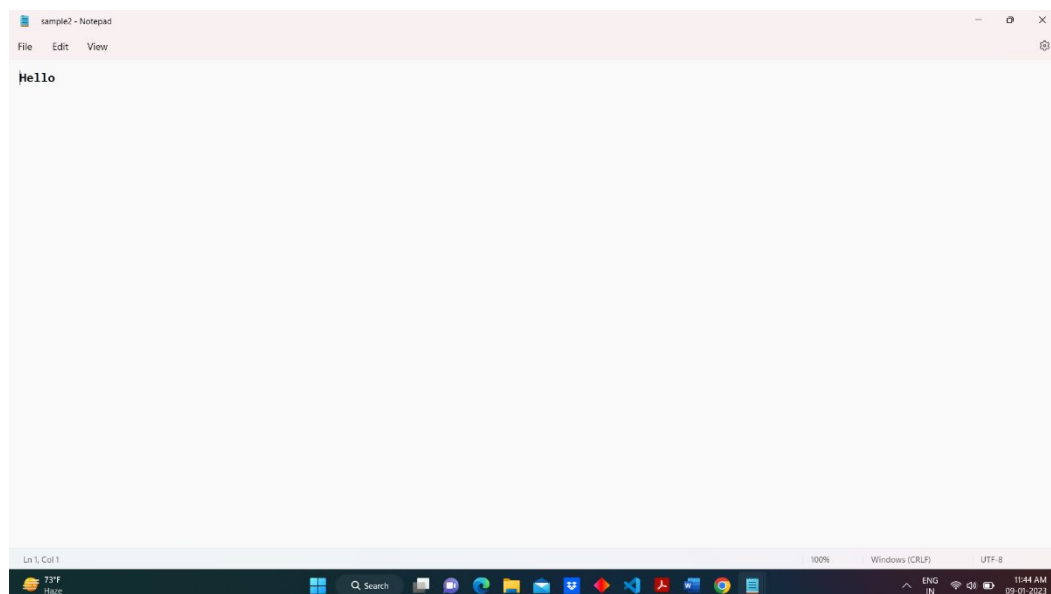 sample2 - Notepad
File Edit View
Hello
Ln 1, Col 1 100% Windows (CRLF) UTF-8
73°F
Haze
Search
ENG
IN
11:44 AM
09-01-2023